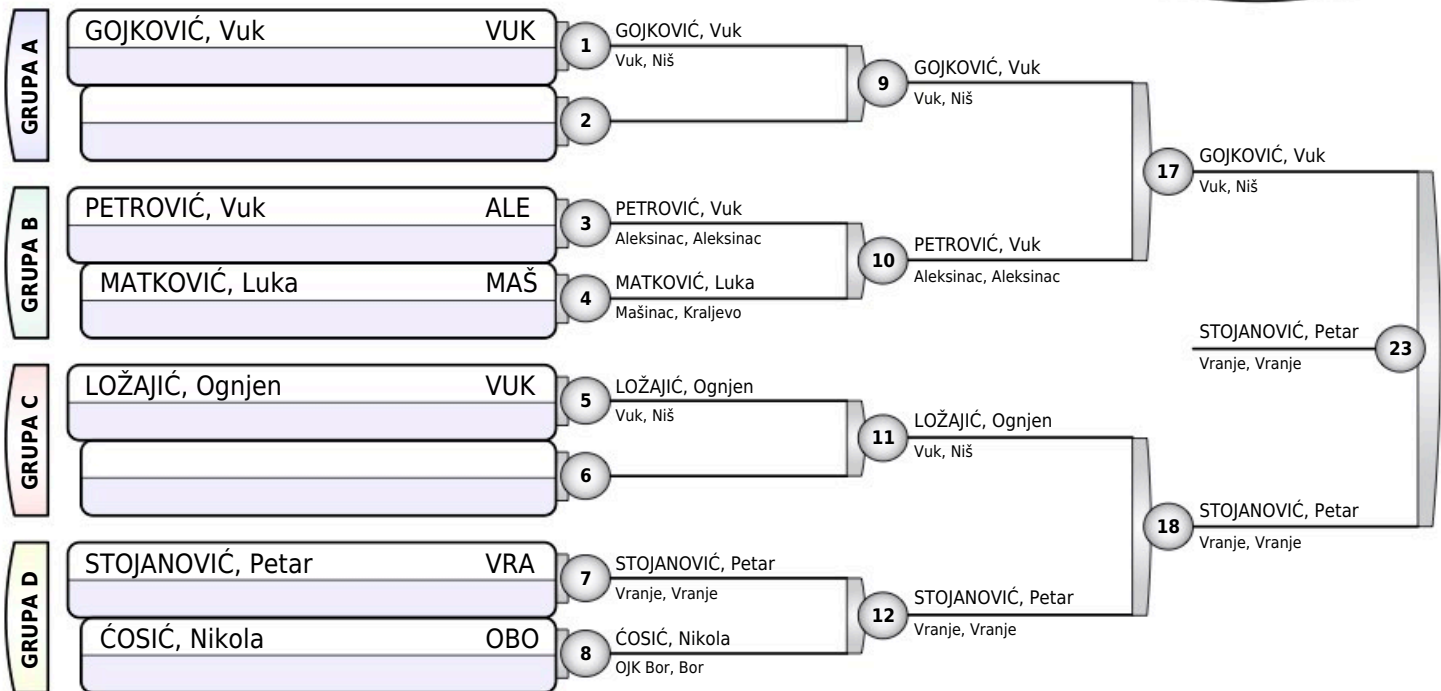 GRUPA A
GOJKOVIĆ, Vuk VUK
1
2
GRUPA B
PETROVIĆ, Vuk ALE
3
MATKOVIĆ, Luka MAŠ
4
GRUPA C
LOŽAJIĆ, Ognjen VUK
5
6
GRUPA D
STOJANOVIĆ, Petar VRA
7
ĆOSIĆ, Nikola OBO
8
GOJKOVIĆ, Vuk
Vuk, Niš
9
PETROVIĆ, Vuk
Aleksinac, Aleksinac
MATKOVIĆ, Luka
Mašinac, Kraljevo
10
LOŽAJIĆ, Ognjen
Vuk, Niš
11
STOJANOVIĆ, Petar
Vranje, Vranje
ĆOSIĆ, Nikola
OJK Bor, Bor
12
GOJKOVIĆ, Vuk
Vuk, Niš
PETROVIĆ, Vuk
Aleksinac, Aleksinac
17
LOŽAJIĆ, Ognjen
Vuk, Niš
STOJANOVIĆ, Petar
Vranje, Vranje
18
GOJKOVIĆ, Vuk
Vuk, Niš
STOJANOVIĆ, Petar
Vranje, Vranje
23
STOJANOVIĆ, Petar
Vranje, Vranje